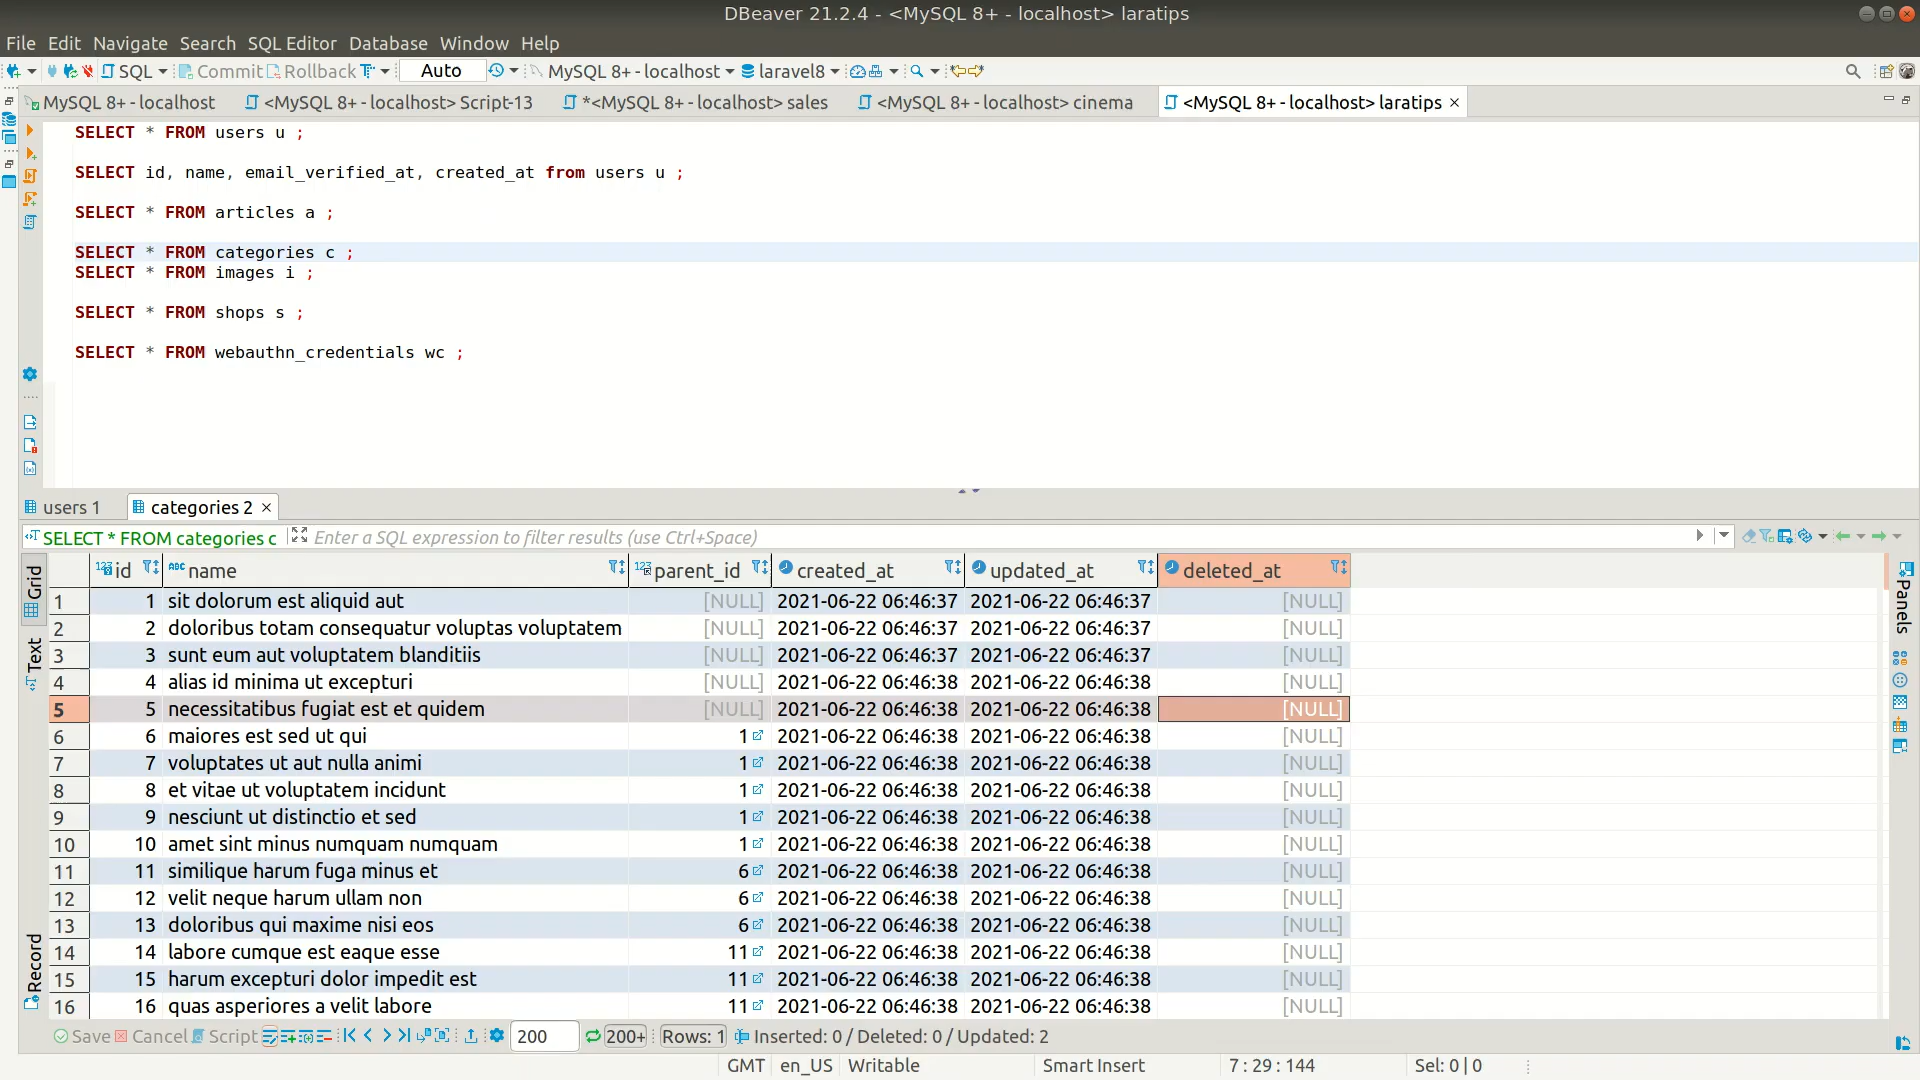 DBeaver 21.2.4 - <MySQL 8+ - localhost> laratips
File Edit Navigate Search SQL Editor Database Window Help
SQL Commit Rollback Auto MySQL 8+ - localhost laravel8
MySQL 8+ - localhost <MySQL 8+ - localhost> Script-13 *<MySQL 8+ - localhost> sales <MySQL 8+ - localhost> cinema <MySQL 8+ - localhost> laratips
SELECT * FROM users u ;
SELECT id, name, email_verified_at, created_at from users u ;
SELECT * FROM articles a ;
SELECT * FROM categories c ;
SELECT * FROM images i ;
SELECT * FROM shops s ;
SELECT * FROM webauthn_credentials wc ;
users 1 categories 2
SELECT * FROM categories c Enter a SQL expression to filter results (use Ctrl+Space)
Grid
Text
Record
Panels
123 id ABC name 123 parent_id created_at updated_at deleted_at
1 1 sit dolorum est aliquid aut [NULL] 2021-06-22 06:46:37 2021-06-22 06:46:37 [NULL]
2 2 doloribus totam consequatur voluptas voluptatem [NULL] 2021-06-22 06:46:37 2021-06-22 06:46:37 [NULL]
3 3 sunt eum aut voluptatem blanditiis [NULL] 2021-06-22 06:46:37 2021-06-22 06:46:37 [NULL]
4 4 alias id minima ut excepturi [NULL] 2021-06-22 06:46:38 2021-06-22 06:46:38 [NULL]
5 5 necessitatibus fugiat est et quidem [NULL] 2021-06-22 06:46:38 2021-06-22 06:46:38 [NULL]
6 6 maiores est sed ut qui 1 2021-06-22 06:46:38 2021-06-22 06:46:38 [NULL]
7 7 voluptates ut aut nulla animi 1 2021-06-22 06:46:38 2021-06-22 06:46:38 [NULL]
8 8 et vitae ut voluptatem incidunt 1 2021-06-22 06:46:38 2021-06-22 06:46:38 [NULL]
9 9 nesciunt ut distinctio et sed 1 2021-06-22 06:46:38 2021-06-22 06:46:38 [NULL]
10 10 amet sint minus numquam numquam 1 2021-06-22 06:46:38 2021-06-22 06:46:38 [NULL]
11 11 similique harum fuga minus et 6 2021-06-22 06:46:38 2021-06-22 06:46:38 [NULL]
12 12 velit neque harum ullam non 6 2021-06-22 06:46:38 2021-06-22 06:46:38 [NULL]
13 13 doloribus qui maxime nisi eos 6 2021-06-22 06:46:38 2021-06-22 06:46:38 [NULL]
14 14 labore cumque est eaque esse 11 2021-06-22 06:46:38 2021-06-22 06:46:38 [NULL]
15 15 harum excepturi dolor impedit est 11 2021-06-22 06:46:38 2021-06-22 06:46:38 [NULL]
16 16 quas asperiores a velit labore 11 2021-06-22 06:46:38 2021-06-22 06:46:38 [NULL]
Save Cancel Script 200 200+ Rows: 1 Inserted: 0 / Deleted: 0 / Updated: 2
GMT en_US Writable Smart Insert 7 : 29 : 144 Sel: 0 | 0